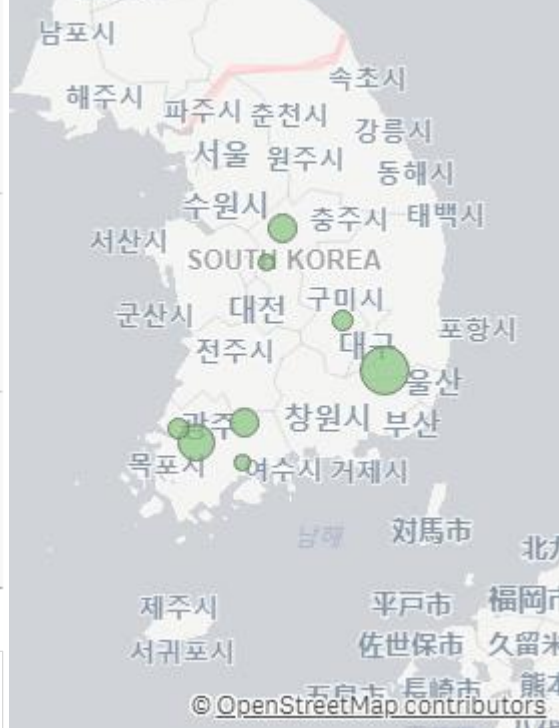 남포시
속초시
해주시
파주시 춘천시
강릉시
서울 원주시
동해시
수원시
충주시 태백시
서산시
SOUTH KOREA
구미시
군산시 대전
포항시
대구
전주시
울산
광주
창원시 부산
목포시
여수시 거제시
남해
対馬市
제주시
平戸市 福岡市
서귀포시
佐世保市
長崎市
© OpenStreetMap contributors